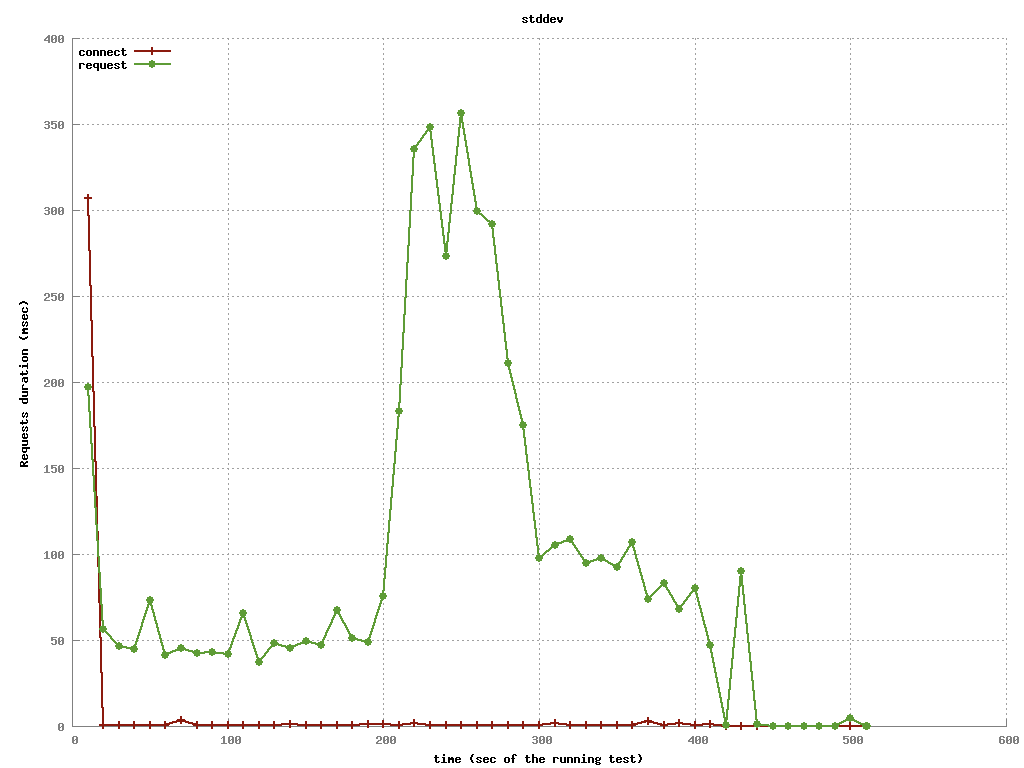 stddev
400
connect
request
350
300
250
200
150
100
50
0
Requests duration (msec)
0 100 200 300 400 500 600
time (sec of the running test)